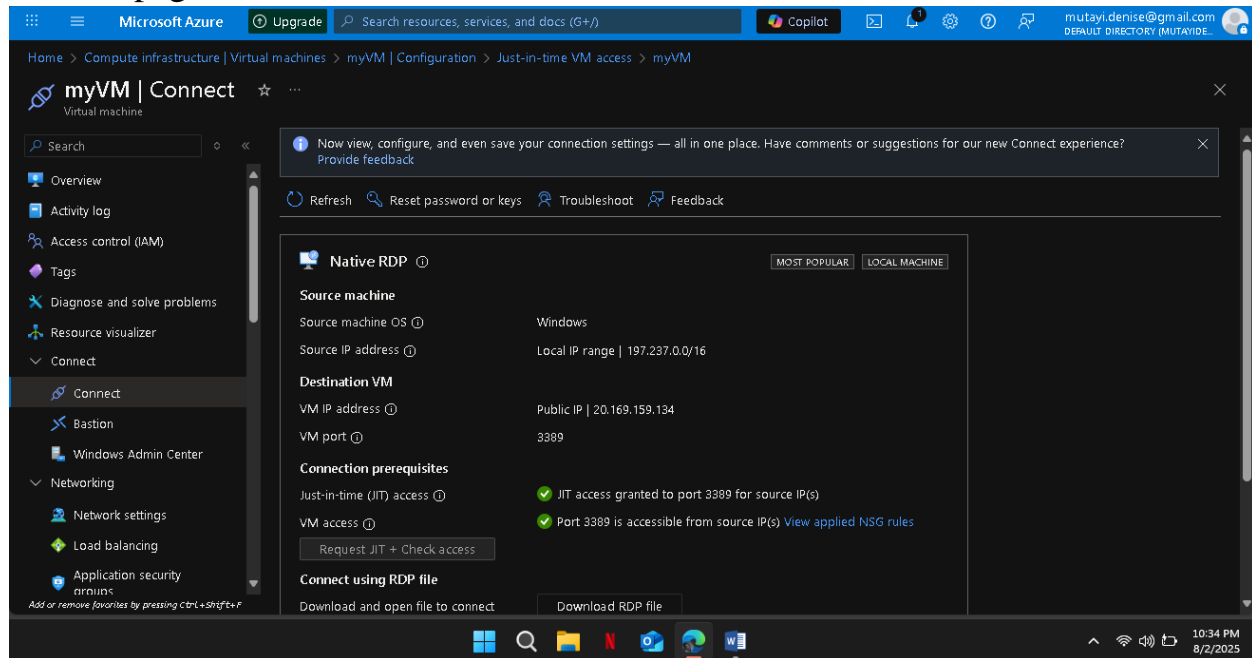 Microsoft Azure Upgrade Search resources, services, and docs (G+/) Copilot 1 mutayi.denise@gmail.com
DEFAULT DIRECTORY (MUTAYIDE...
Home > Compute infrastructure | Virtual machines > myVM | Configuration > Just-in-time VM access > myVM
myVM | Connect
Virtual machine
Search
Now view, configure, and even save your connection settings — all in one place. Have comments or suggestions for our new Connect experience?
Provide feedback
Overview
Activity log
Access control (IAM)
Tags
Diagnose and solve problems
Resource visualizer
Connect
Connect
Bastion
Windows Admin Center
Networking
Network settings
Load balancing
Application security
groups
Add or remove favorites by pressing Ctrl+Shift+F
Refresh Reset password or keys Troubleshoot Feedback
Native RDP MOST POPULAR LOCAL MACHINE
Source machine
Source machine OS Windows
Source IP address Local IP range | 197.237.0.0/16
Destination VM
VM IP address Public IP | 20.169.159.134
VM port 3389
Connection prerequisites
Just-in-time (JIT) access JIT access granted to port 3389 for source IP(s)
VM access Port 3389 is accessible from source IP(s) View applied NSG rules
Request JIT + Check access
Connect using RDP file
Download and open file to connect Download RDP file
10:34 PM
8/2/2025